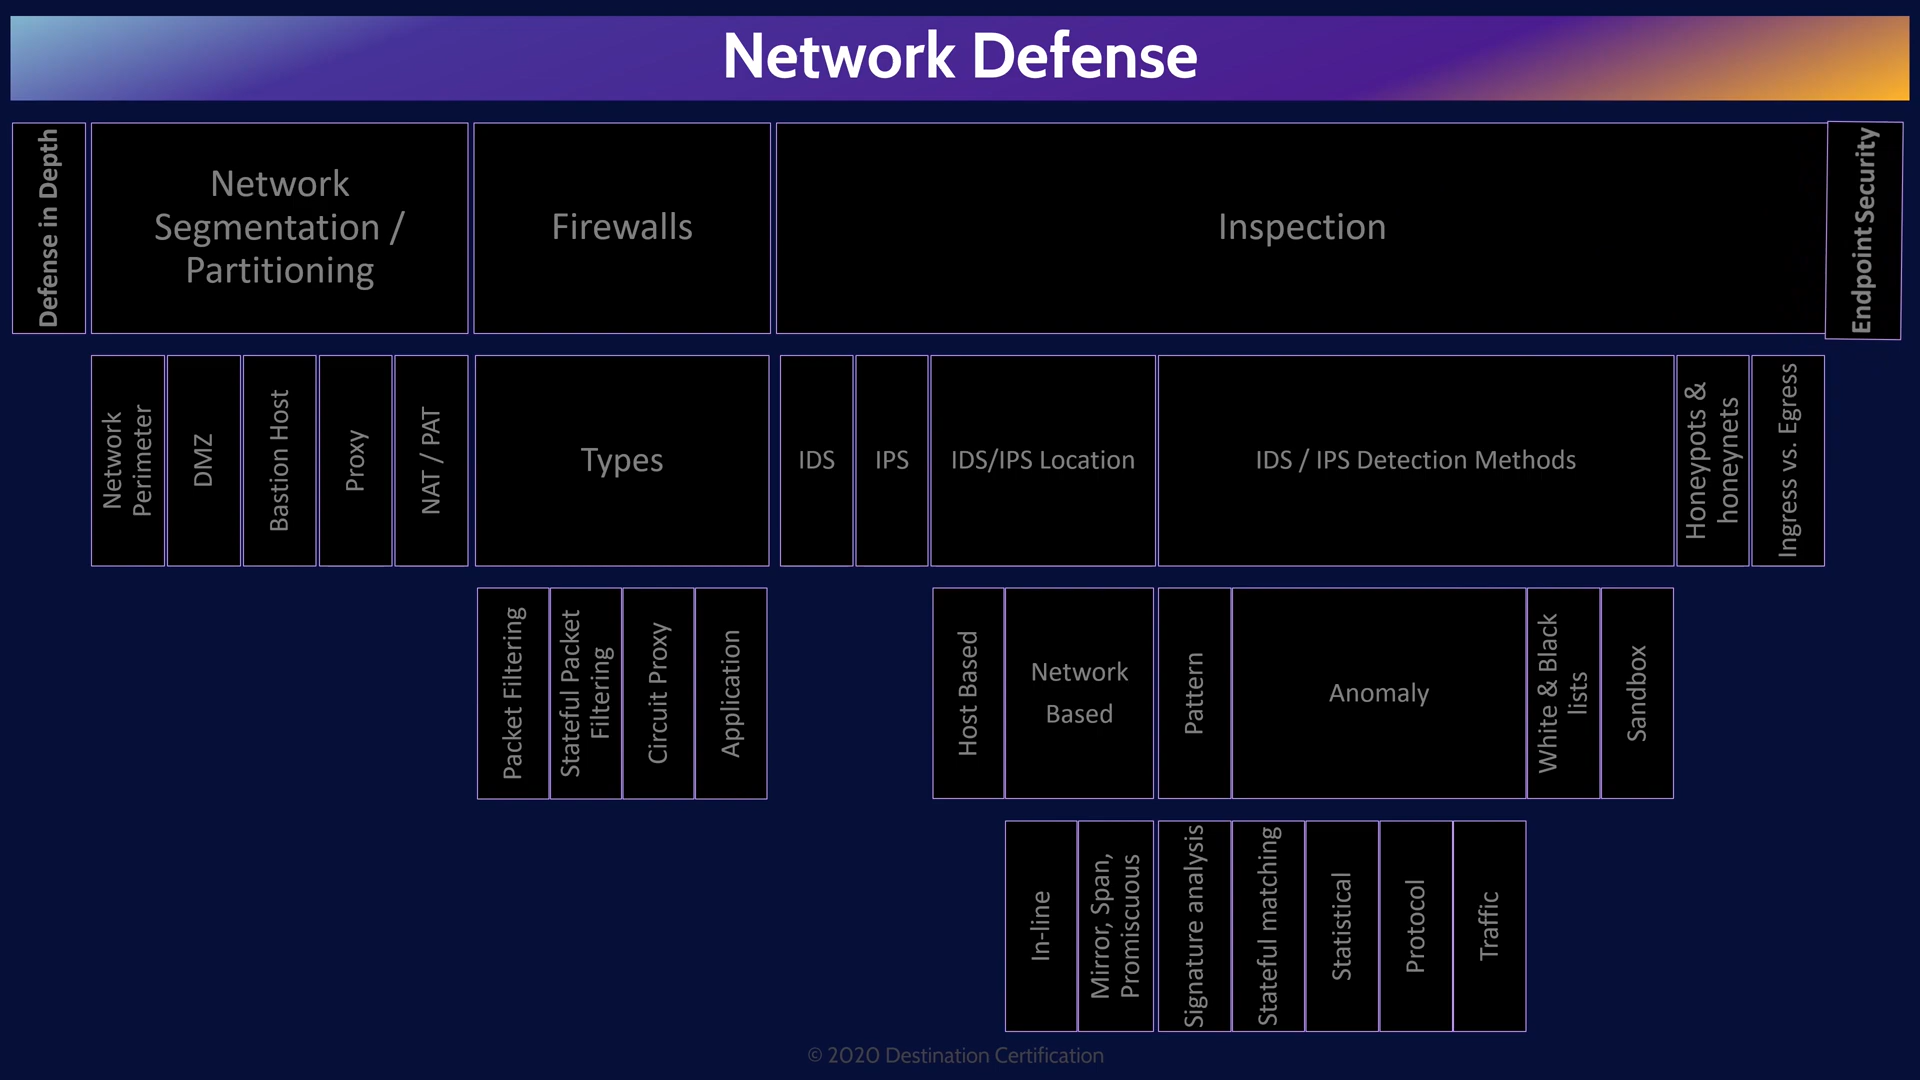 Network Defense
Defense in Depth
Network
Segmentation /
Partitioning
Firewalls
Inspection
Endpoint Security
Network
Perimeter
DMZ
Bastion Host
Proxy
NAT / PAT
Types
IDS
IPS
IDS/IPS Location
IDS / IPS Detection Methods
Honeypots &
honeynets
Ingress vs. Egress
Packet Filtering
Stateful Packet
Filtering
Circuit Proxy
Application
Host Based
Network
Based
Pattern
Anomaly
White & Black
lists
Sandbox
In-line
Mirror, Span,
Promiscuous
Signature analysis
Stateful matching
Statistical
Protocol
Traffic
© 2020 Destination Certification